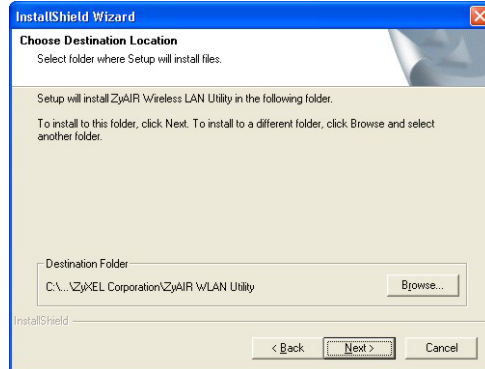 InstallShield Wizard
Choose Destination Location
Select folder where Setup will install files.
Setup will install ZyAIR Wireless LAN Utility in the following folder.
To install to this folder, click Next. To install to a different folder, click Browse and select
another folder.
Destination Folder
C:\...\ZyXEL Corporation\ZyAIR WLAN Utility
Browse...
InstallShield
< Back
Next >
Cancel